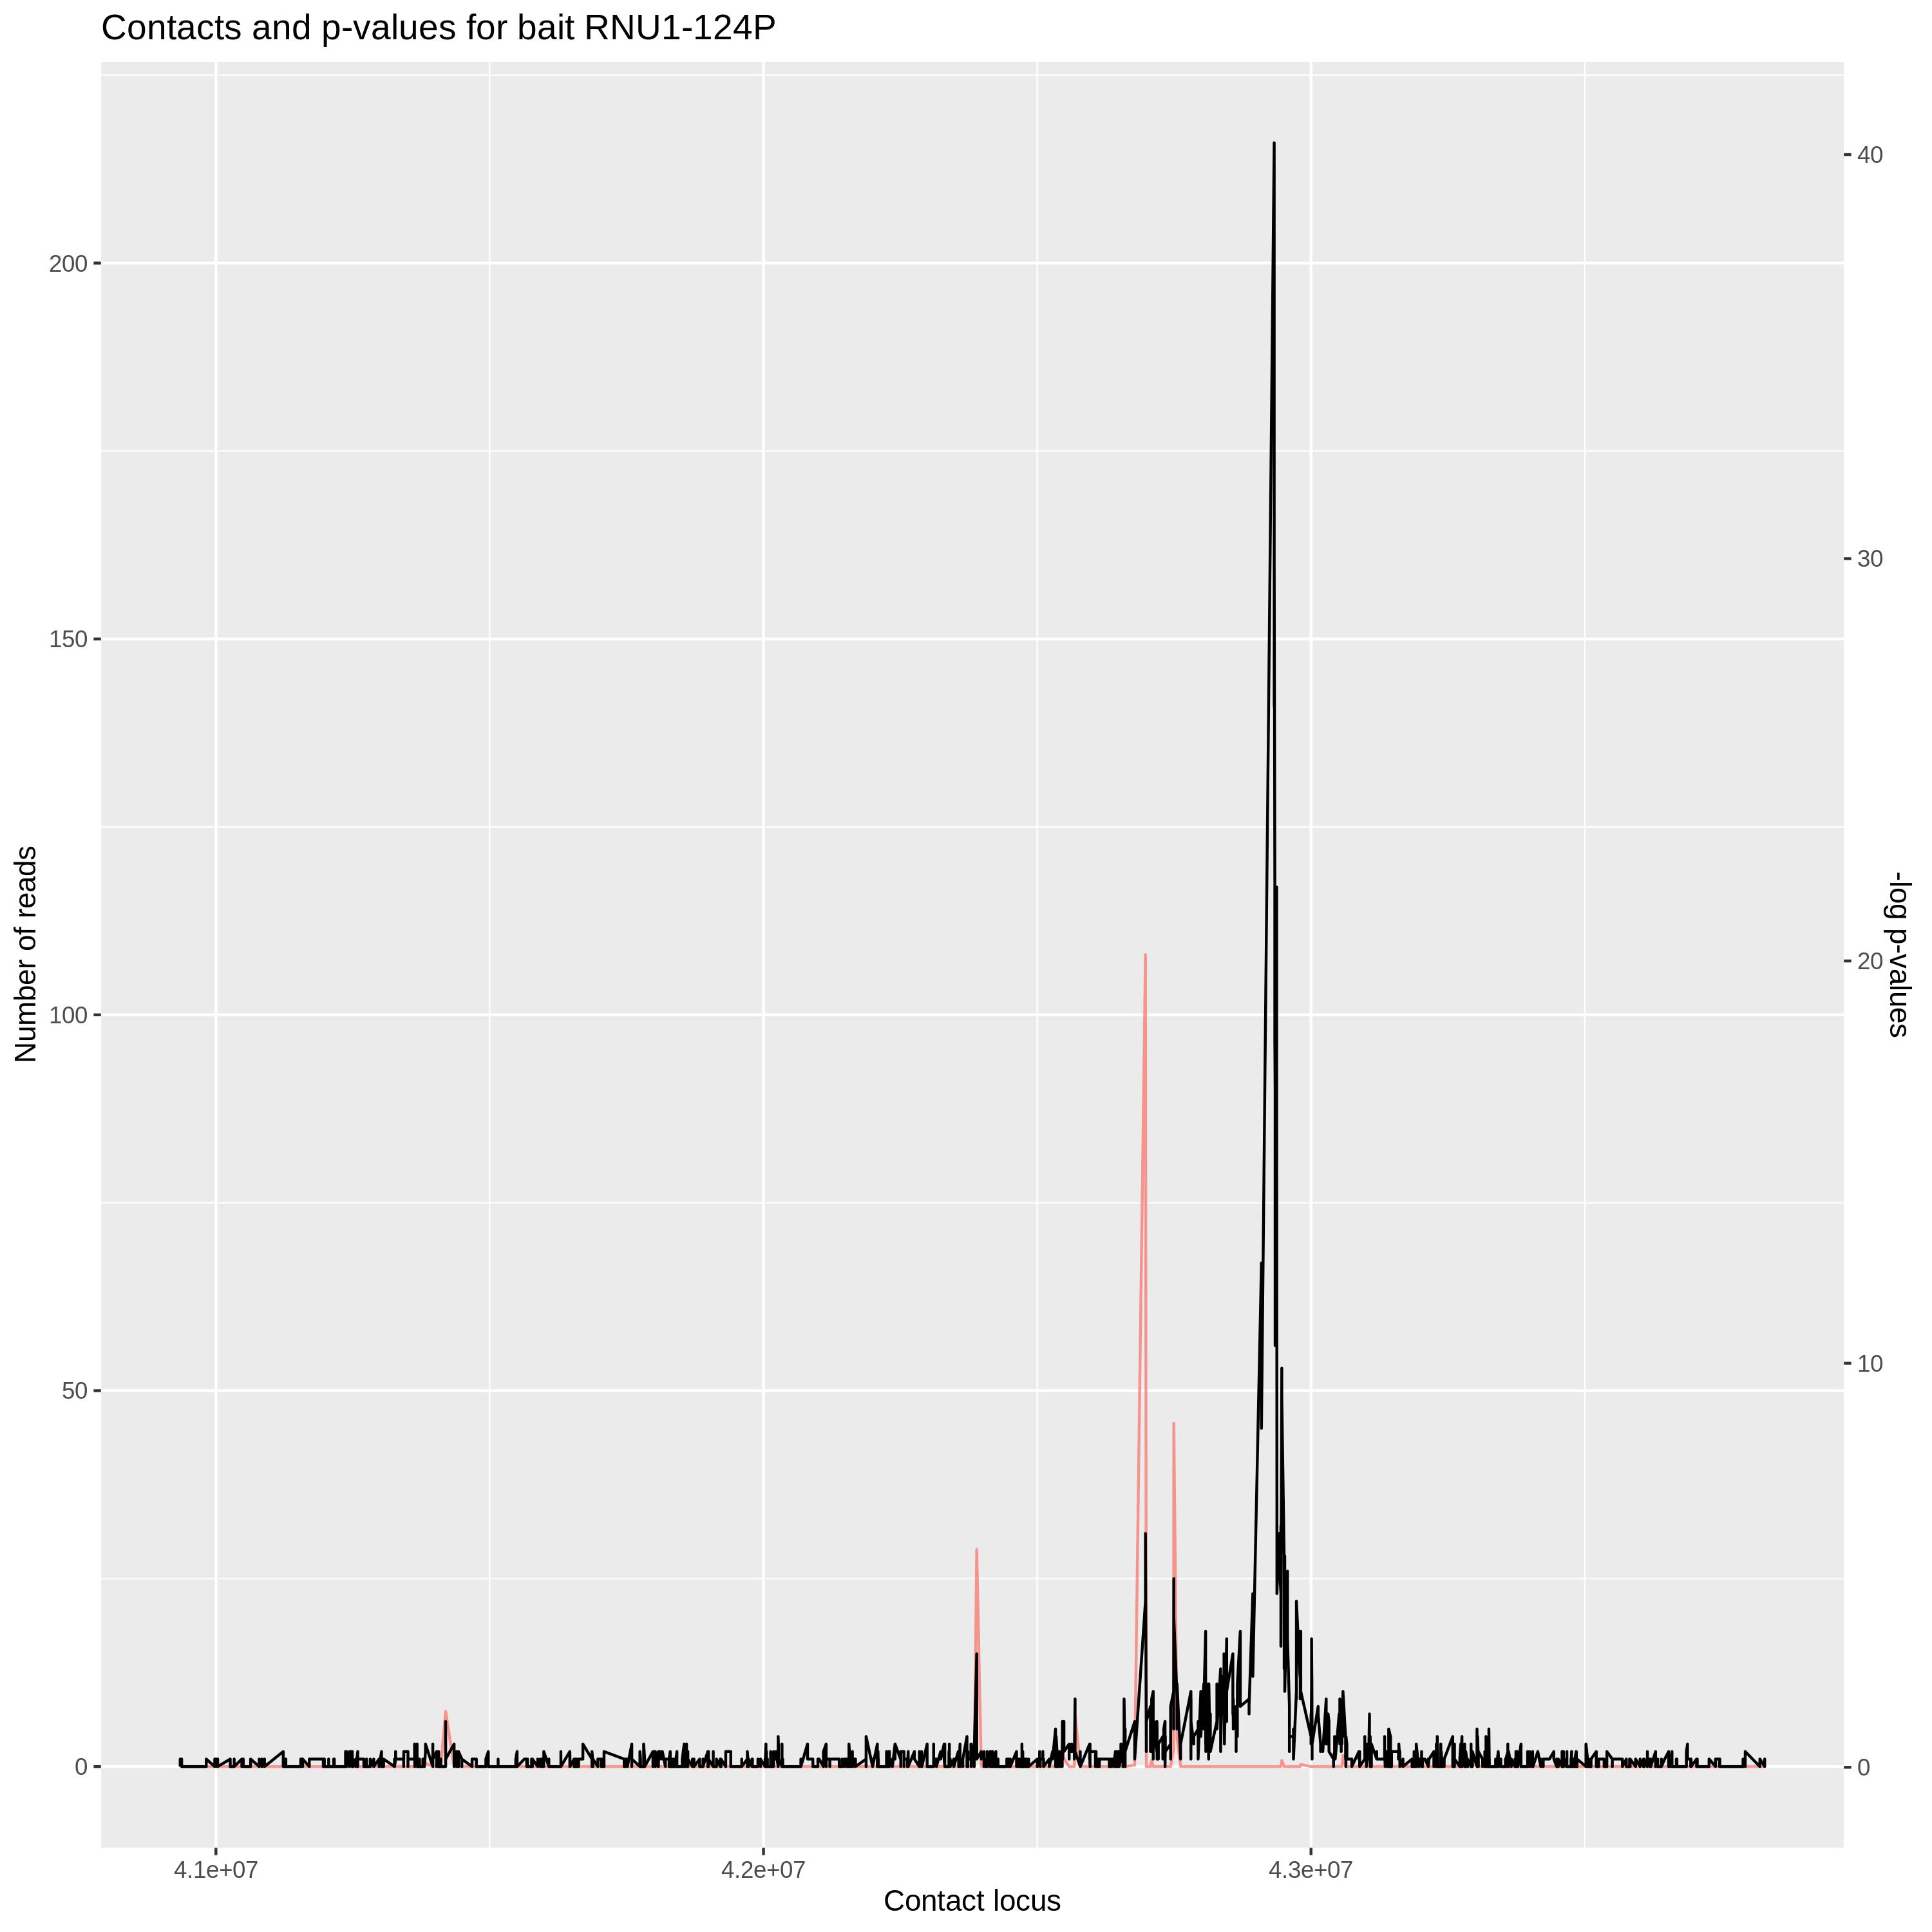 Contacts and p-values for bait RNU1-124P
200
150
100
50
0
Number of reads
40
30
20
10
0
-log p-values
4.1e+07
4.2e+07
4.3e+07
Contact locus